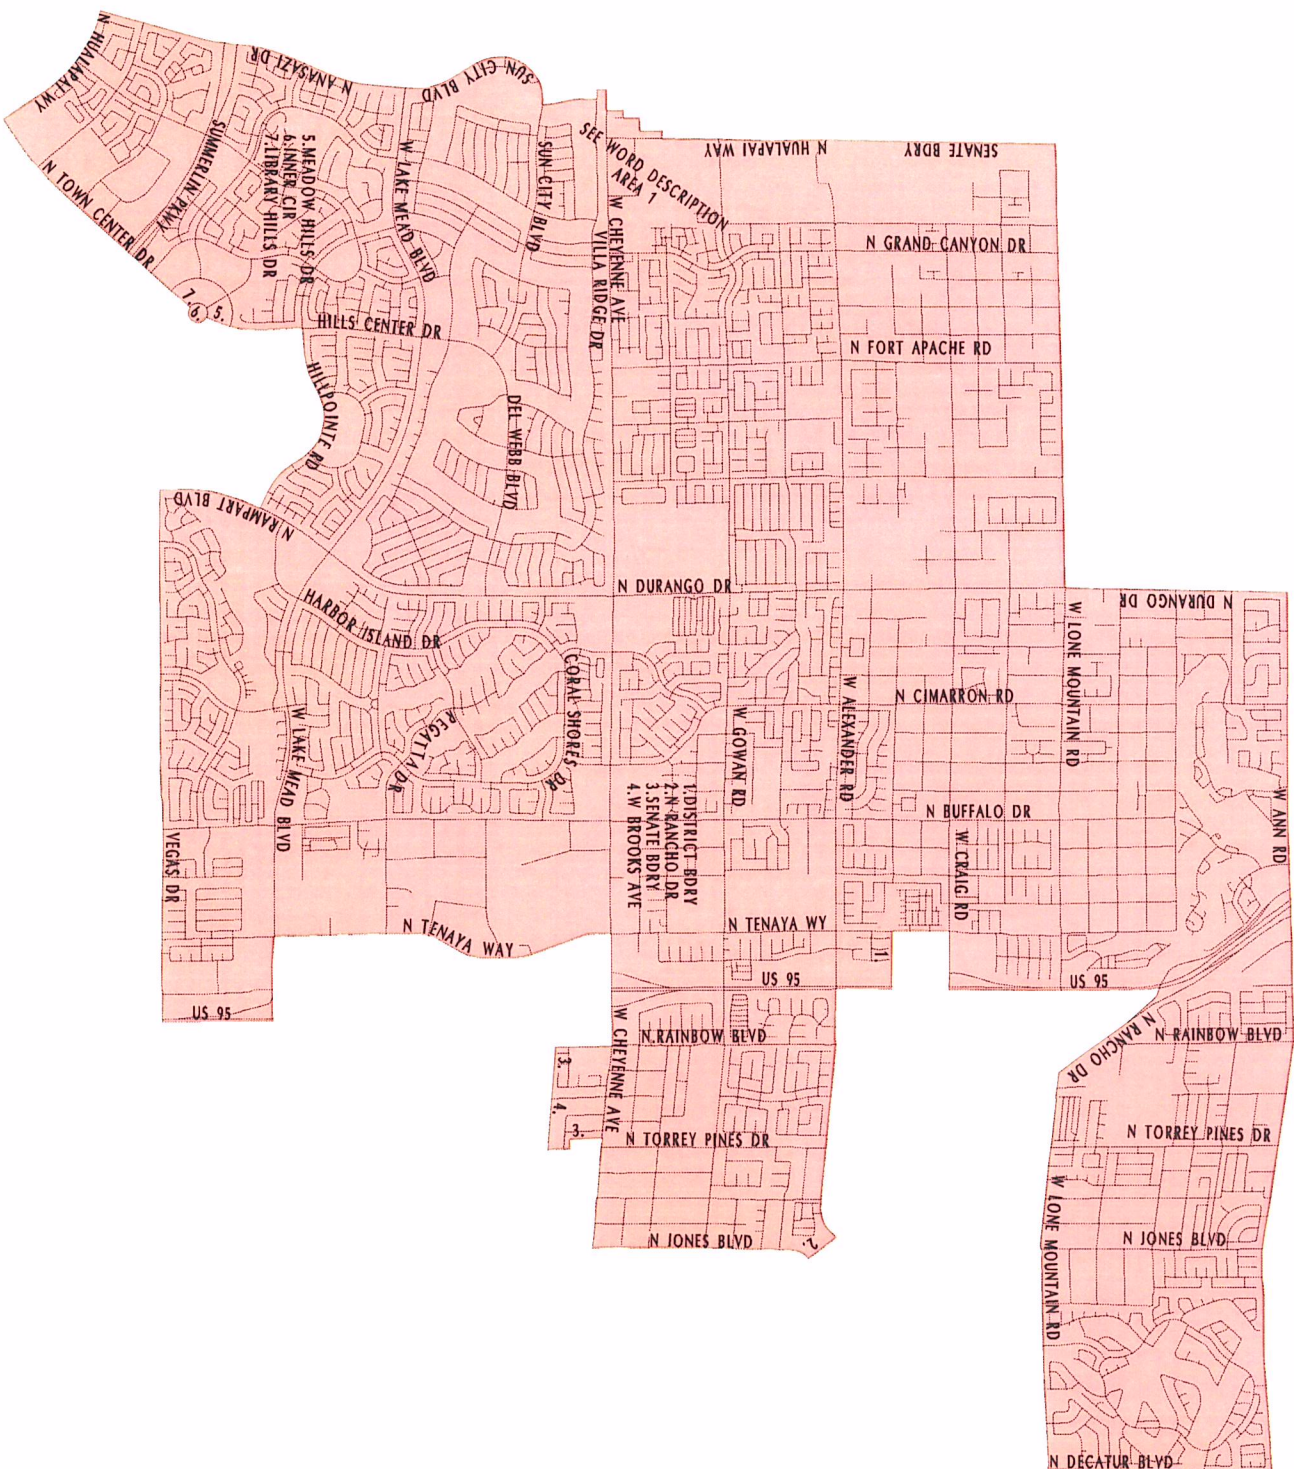 N HUALAPAI WY
N ANASAZI DR
SUN CITY BLVD
SUMMERLIN PKWY
N TOWN CENTER DR
5.MEADOW HILLS DR
6.INNER CIR
7.LIBRARY HILLS DR
W LAKE MEAD BLVD
SUN CITY BLVD
SEE WORD DESCRIPTION
AREA 1
N HUALAPAI WAY
SENATE BDRY
W CHEYENNE AVE
VILLA RIDGE DR
N GRAND CANYON DR
7.
6.
5.
HILLS CENTER DR
N FORT APACHE RD
HILLPOINTE RD
DEL WEBB BLVD
N RAMPART BLVD
N DURANGO DR
N DURANGO DR
HARBOR ISLAND DR
CORAL SHORES DR
W LONE MOUNTAIN RD
N CIMARRON RD
W ALEXANDER RD
W GOWAN RD
REGATTA DR
W LAKE MEAD BLVD
1.DISTRICT BDRY
2.N RANCHO DR
3.SENATE BDRY
4.W BROOKS AVE
N BUFFALO DR
W ANN RD
VEGAS DR
W CRAIG RD
N TENAYA WAY
N TENAYA WY
1.
US 95
US 95
US 95
W CHEYENNE AVE
N RAINBOW BLVD
N RANCHO DR
N RAINBOW BLVD
3.
4.
3.
N TORREY PINES DR
N TORREY PINES DR
W LONE MOUNTAIN RD
N JONES BLVD
2.
N JONES BLVD
N DECATUR BLVD